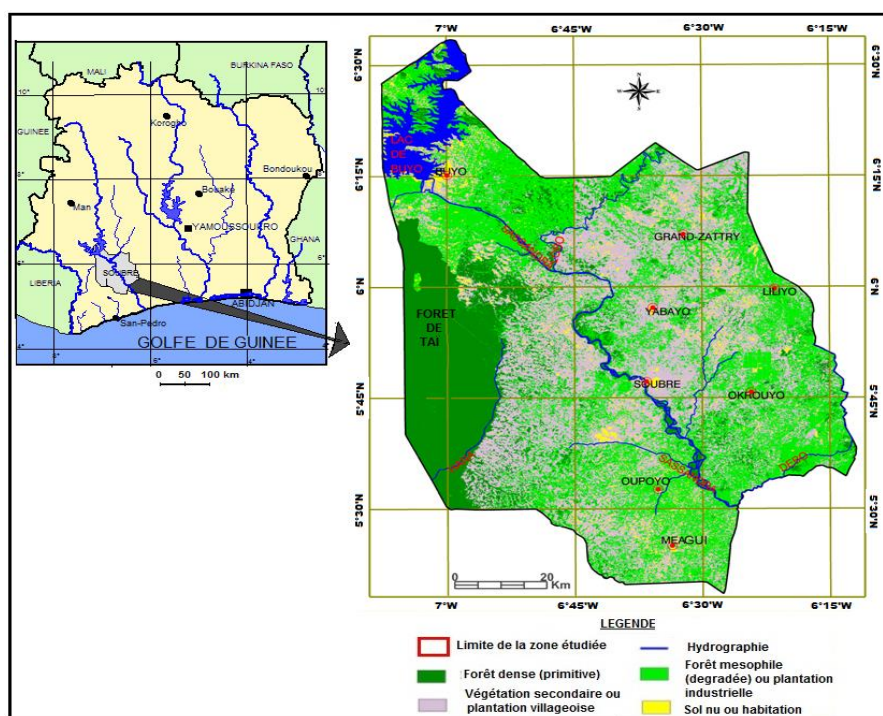 MALI
BURKINA FASO
10°
10°
Korogho
GUINEE
Bondoukou
Bouake
Man
YAMOUSSOUKRO
GHANA
6°
6°
LIBERIA
SOUBRE
ABIDJAN
San-Pedro
GOLFE DE GUINEE
4°
4°
0 50 100 km
7°W 6°45'W 6°30'W 6°15'W
6°30'N
6°30'N
LAC
DE
BUYO
BUYO
6°15'N
6°15'N
GRAND-ZATTRY
6°N
6°N
LILIYO
FORET
DE
TAI
YABAYO
SOUBRE
OKROUYO
5°45'N
5°45'N
SASSANDRA
OUPOYO
5°30'N
5°30'N
MEAGUI
0 20
Km
7°W 6°45'W 6°30'W 6°15'W
LEGENDE
Limite de la zone étudiée
Hydrographie
Forêt dense (primitive)
Forêt mesophile
(degradée) ou plantation
industrielle
Végétation secondaire ou
plantation villageoise
Sol nu ou habitation